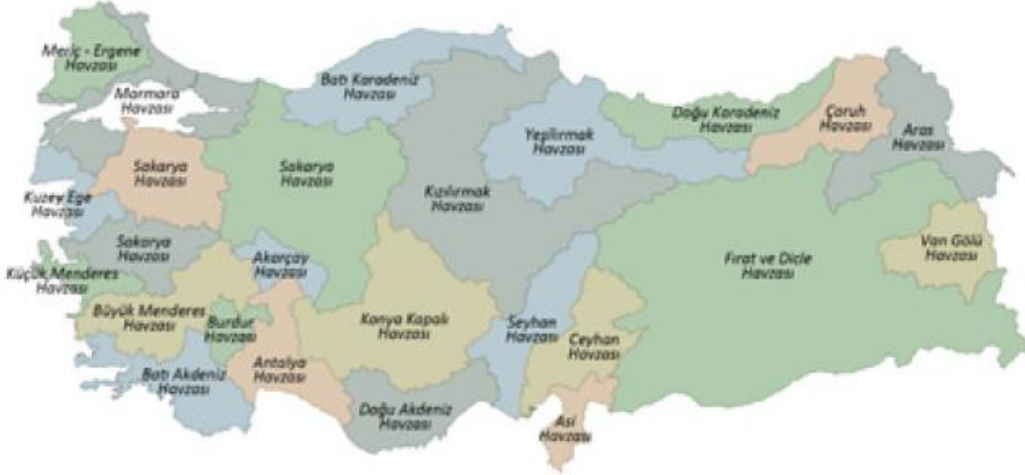 Meriç - Ergene
Havzası
Marmara
Havzası
Batı Karadeniz
Havzası
Yeşilırmak
Havzası
Doğu Karadeniz
Havzası
Çoruh
Havzası
Aras
Havzası
Sakarya
Havzası
Sakarya
Havzası
Kuzey Ege
Havzası
Kızılırmak
Havzası
Sakarya
Havzası
Akarçay
Havzası
Fırat ve Dicle
Havzası
Van Gölü
Havzası
Küçük Menderes
Havzası
Büyük Menderes
Havzası
Burdur
Havzası
Konya Kapalı
Havzası
Seyhan
Havzası
Ceyhan
Havzası
Batı Akdeniz
Havzası
Antalya
Havzası
Doğu Akdeniz
Havzası
Asi
Havzası